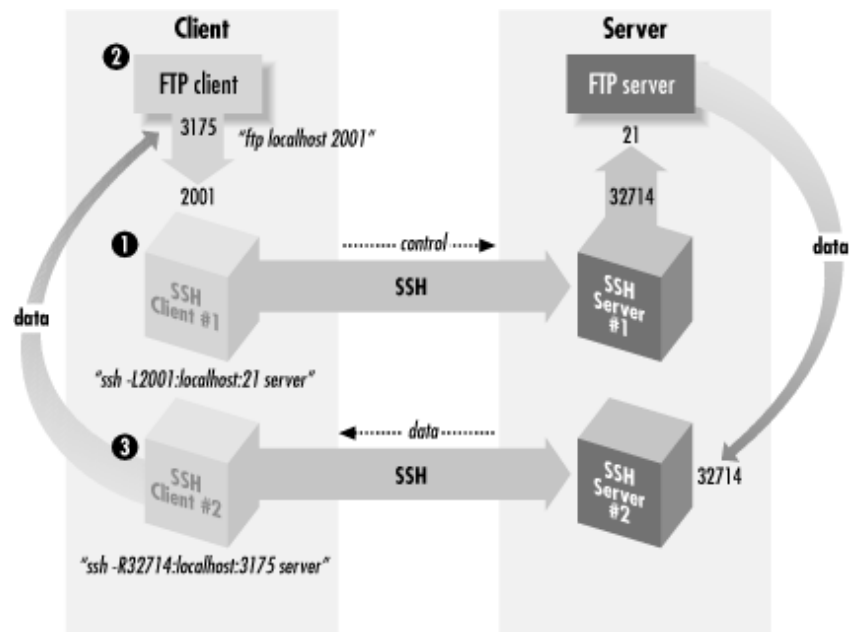 Client
Server
2
FTP client
FTP server
3175
"ftp localhost 2001"
21
2001
32714
1
control
SSH
Client #1
SSH
SSH
Server
#1
data
data
"ssh -L2001:localhost:21 server"
3
data
SSH
Client #2
SSH
SSH
Server
#2
32714
"ssh -R32714:localhost:3175 server"